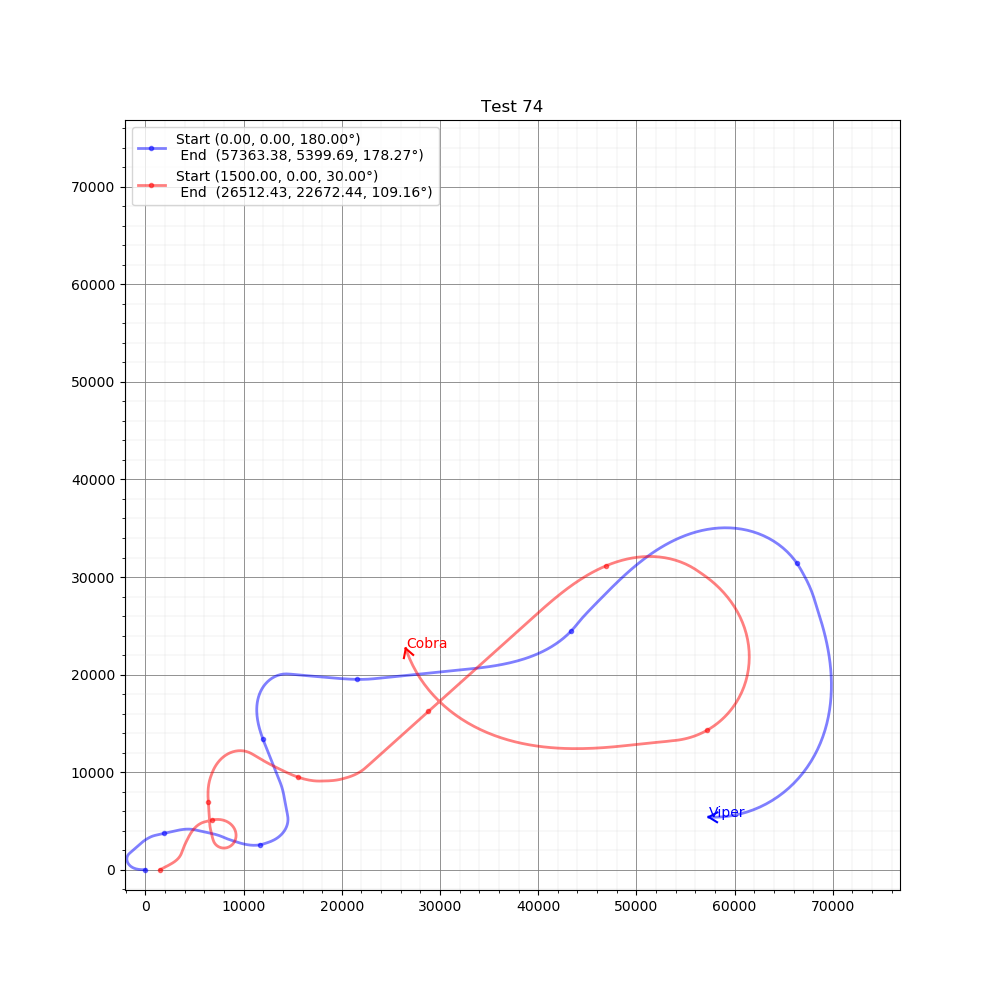 Test 74
Start (0.00, 0.00, 180.00°)
End (57363.38, 5399.69, 178.27°)
Start (1500.00, 0.00, 30.00°)
End (26512.43, 22672.44, 109.16°)
70000
60000
50000
40000
30000
20000
10000
0
Cobra
Viper
0 10000 20000 30000 40000 50000 60000 70000